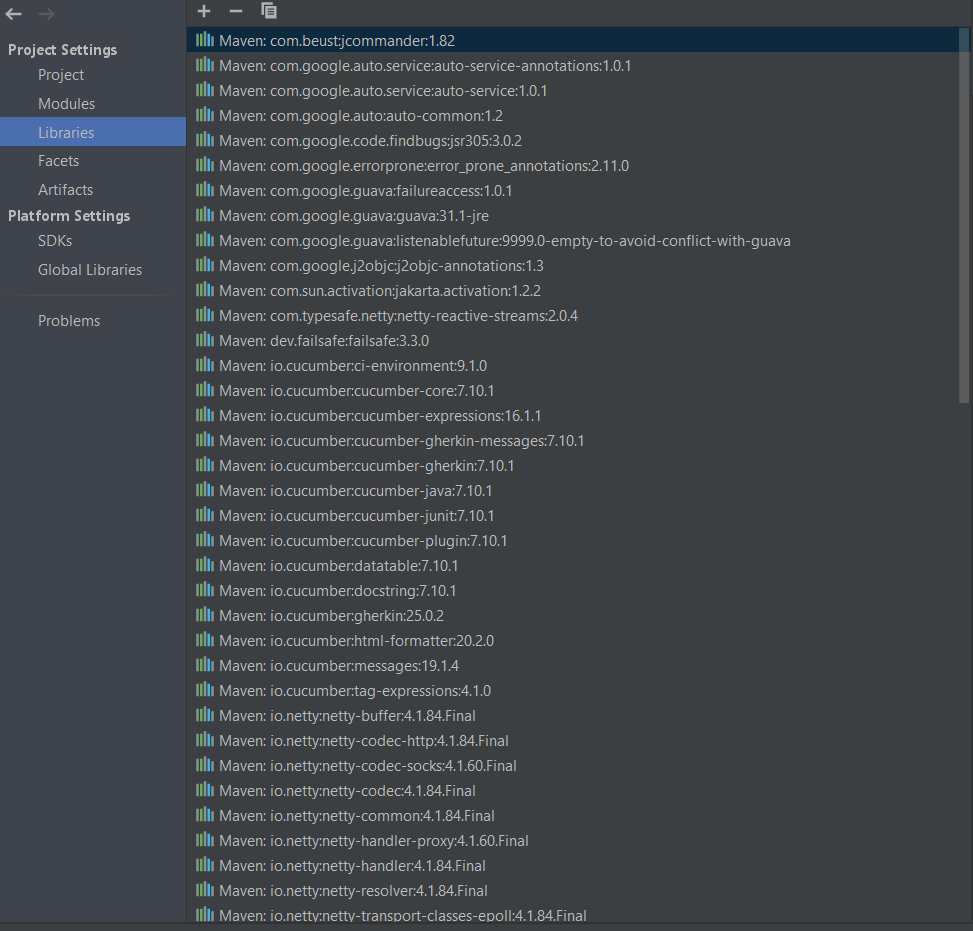 Project Settings
Project
Modules
Libraries
Facets
Artifacts
Platform Settings
SDKs
Global Libraries
Problems
Maven: com.beust:jcommander:1.82
Maven: com.google.auto.service:auto-service-annotations:1.0.1
Maven: com.google.auto.service:auto-service:1.0.1
Maven: com.google.auto:auto-common:1.2
Maven: com.google.code.findbugs:jsr305:3.0.2
Maven: com.google.errorprone:error_prone_annotations:2.11.0
Maven: com.google.guava:failureaccess:1.0.1
Maven: com.google.guava:guava:31.1-jre
Maven: com.google.guava:listenablefuture:9999.0-empty-to-avoid-conflict-with-guava
Maven: com.google.j2objc:j2objc-annotations:1.3
Maven: com.sun.activation:jakarta.activation:1.2.2
Maven: com.typesafe.netty:netty-reactive-streams:2.0.4
Maven: dev.failsafe:failsafe:3.3.0
Maven: io.cucumber:ci-environment:9.1.0
Maven: io.cucumber:cucumber-core:7.10.1
Maven: io.cucumber:cucumber-expressions:16.1.1
Maven: io.cucumber:cucumber-gherkin-messages:7.10.1
Maven: io.cucumber:cucumber-gherkin:7.10.1
Maven: io.cucumber:cucumber-java:7.10.1
Maven: io.cucumber:cucumber-junit:7.10.1
Maven: io.cucumber:cucumber-plugin:7.10.1
Maven: io.cucumber:datatable:7.10.1
Maven: io.cucumber:docstring:7.10.1
Maven: io.cucumber:gherkin:25.0.2
Maven: io.cucumber:html-formatter:20.2.0
Maven: io.cucumber:messages:19.1.4
Maven: io.cucumber:tag-expressions:4.1.0
Maven: io.netty:netty-buffer:4.1.84.Final
Maven: io.netty:netty-codec-http:4.1.84.Final
Maven: io.netty:netty-codec-socks:4.1.60.Final
Maven: io.netty:netty-codec:4.1.84.Final
Maven: io.netty:netty-common:4.1.84.Final
Maven: io.netty:netty-handler-proxy:4.1.60.Final
Maven: io.netty:netty-handler:4.1.84.Final
Maven: io.netty:netty-resolver:4.1.84.Final
Maven: io.netty:netty-transport-classes-epoll:4.1.84.Final